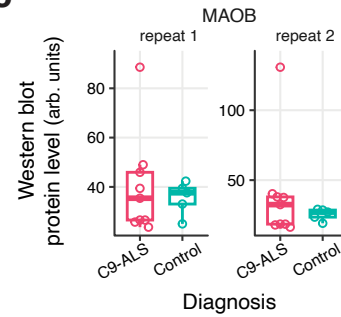 MAOB
repeat 1
repeat 2
Western blot
protein level (arb. units)
80
60
40
100
50
C9-ALS
Control
C9-ALS
Control
Diagnosis